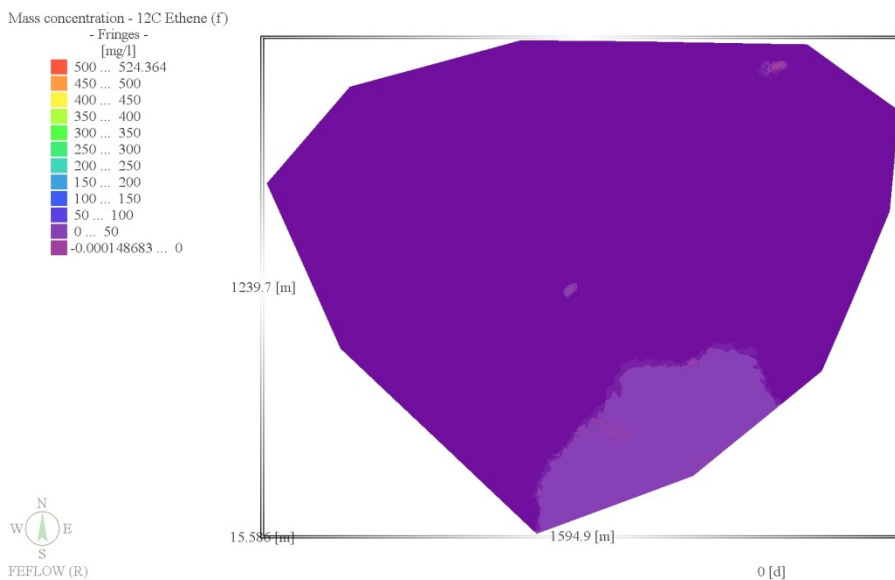 Mass concentration - 12C Ethene (f)
- Fringes -
[mg/l]
500 ... 524.364
450 ... 500
400 ... 450
350 ... 400
300 ... 350
250 ... 300
200 ... 250
150 ... 200
100 ... 150
50 ... 100
0 ... 50
-0.000148683 ... 0
1239.7 [m]
N
W E
S
15.586 [m]
1594.9 [m]
FEFLOW (R)
0 [d]